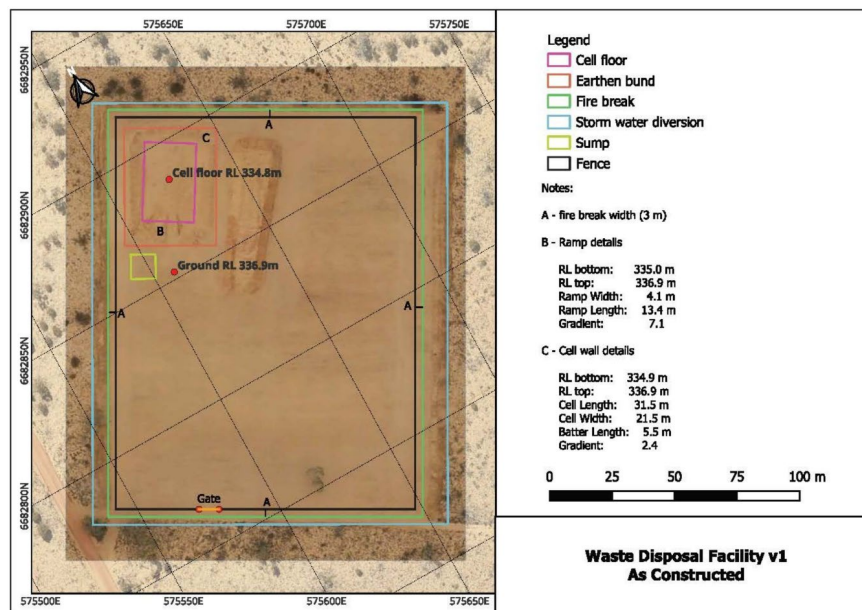 575650E
575700E
575750E
6682950N
6682900N
6682850N
6682800N
A
C
Cell floor RL 334.8m
B
Ground RL 336.9m
A
A
Gate
A
575500E
575550E
575600E
575650E
Legend
Cell floor
Earthen bund
Fire break
Storm water diversion
Sump
Fence
Notes:
A - fire break width (3 m)
B - Ramp details
RL bottom: 335.0 m
RL top: 336.9 m
Ramp Width: 4.1 m
Ramp Length: 13.4 m
Gradient: 7.1
C - Cell wall details
RL bottom: 334.9 m
RL top: 336.9 m
Cell Length: 31.5 m
Cell Width: 21.5 m
Batter Length: 5.5 m
Gradient: 2.4
0 25 50 75 100 m
Waste Disposal Facility v1
As Constructed